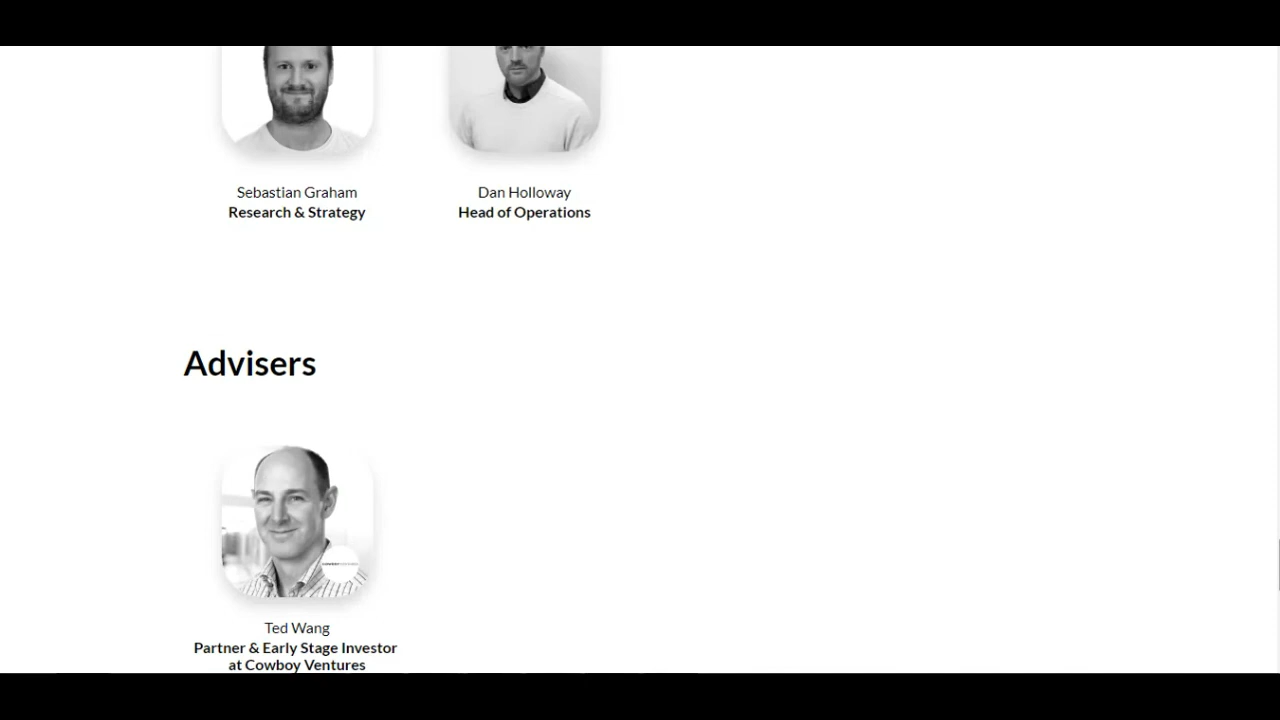 Sebastian Graham
Research & Strategy
Dan Holloway
Head of Operations
Advisers
Ted Wang
Partner & Early Stage Investor
at Cowboy Ventures